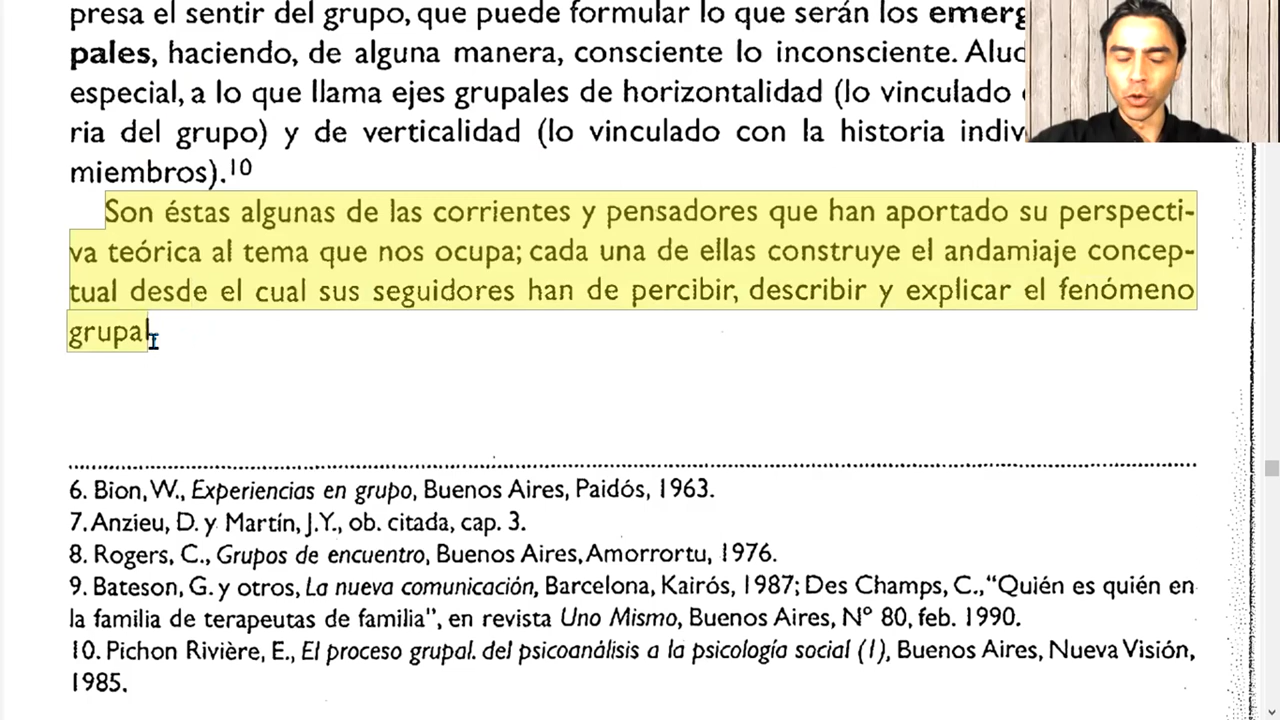 presa el sentir del grupo, que puede formular lo que serán los
pales, haciendo, de alguna manera, consciente lo inconsciente.
especial, a lo que llama ejes grupales de horizontalidad (lo vinculado
ria del grupo) y de verticalidad (lo vinculado con la historia
miembros).10
Son éstas algunas de las corrientes y pensadores que han aportado su perspecti-
va teórica al tema que nos ocupa; cada una de ellas construye el andamiaje concep-
tual desde el cual sus seguidores han de percibir, describir y explicar el fenómeno
grupal
6. Bion, W., Experiencias en grupo, Buenos Aires, Paidós, 1963.
7. Anzieu, D. y Martín, J.Y., ob. citada, cap. 3.
8. Rogers, C., Grupos de encuentro, Buenos Aires, Amorrortu, 1976.
9. Bateson, G. y otros, La nueva comunicación, Barcelona, Kairós, 1987; Des Champs, C., "Quién es quién en
la familia de terapeutas de familia", en revista Uno Mismo, Buenos Aires, N° 80, feb. 1990.
10. Pichon Rivière, E., El proceso grupal. del psicoanálisis a la psicología social (1), Buenos Aires, Nueva Visión,
1985.